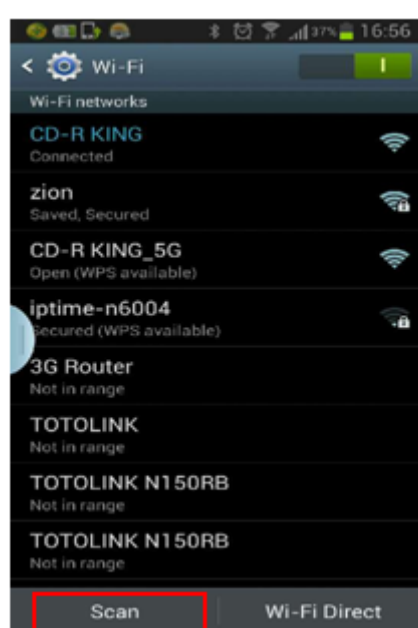 37% 16:56
< Wi-Fi
Wi-Fi networks
CD-R KING
Connected
zion
Saved, Secured
CD-R KING_5G
Open (WPS available)
iptime-n6004
Secured (WPS available)
3G Router
Not in range
TOTOLINK
Not in range
TOTOLINK N150RB
Not in range
TOTOLINK N150RB
Not in range
Scan Wi-Fi Direct